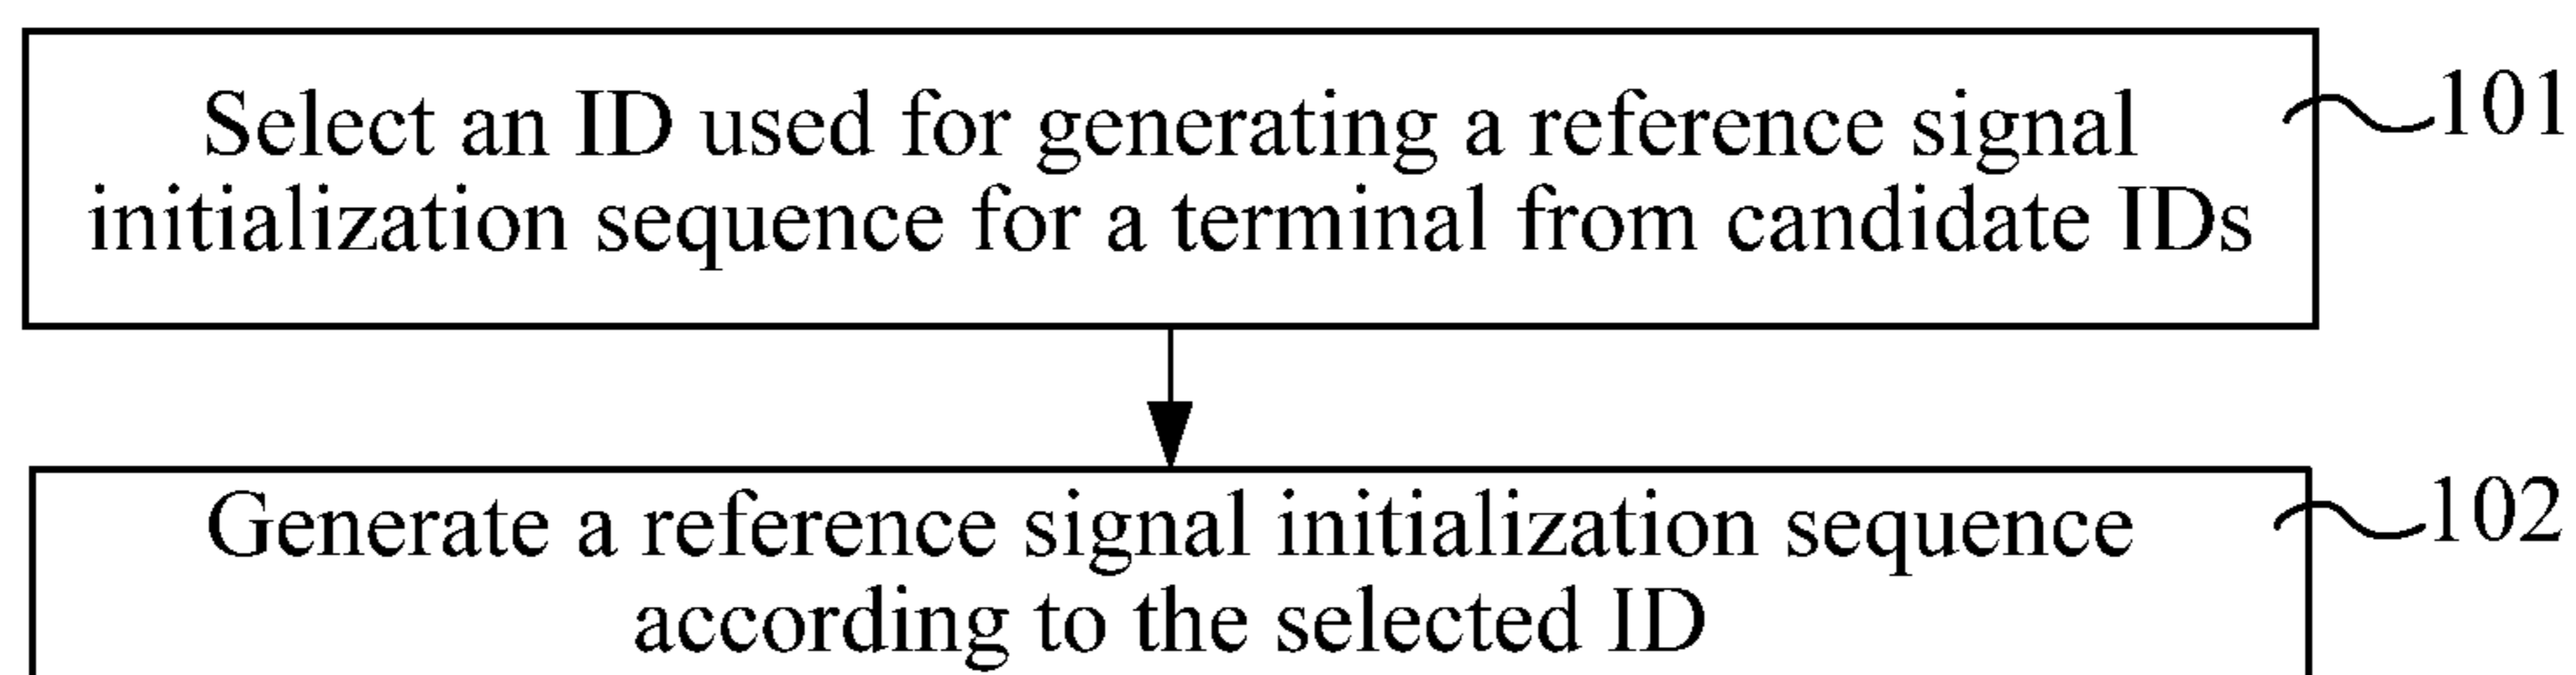 Select an ID used for generating a reference signal
initialization sequence for a terminal from candidate IDs
101
Generate a reference signal initialization sequence
according to the selected ID
102